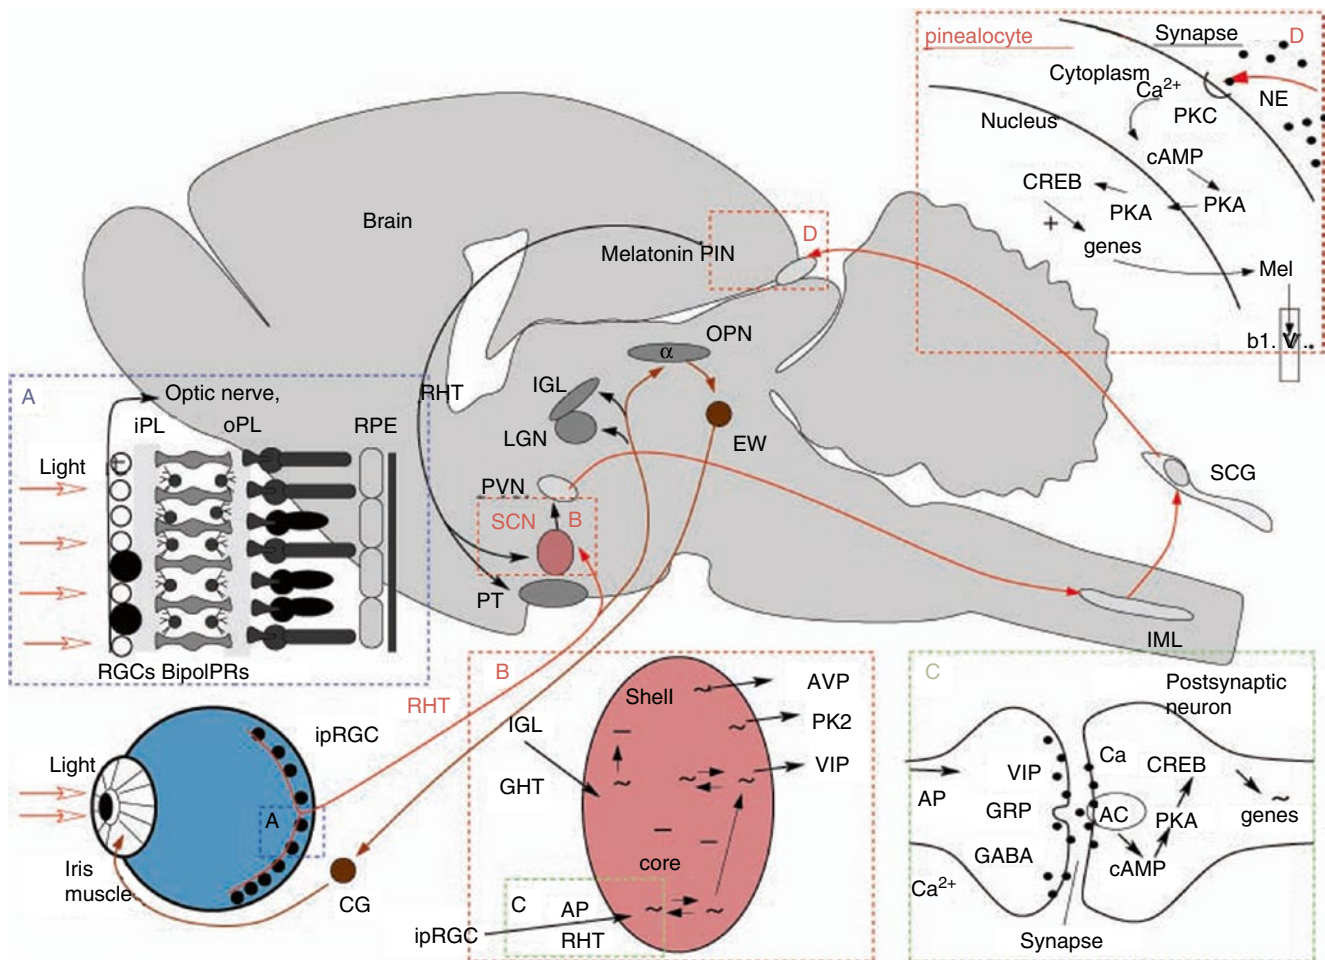 pinealocyte
Synapse
D
Cytoplasm
Ca2+
NE
PKC
Nucleus
cAMP
CREB
PKA
PKA
+
genes
Mel
b1. V..
Brain
Melatonin PIN
D
OPN
α
RHT
IGL
LGN
EW
PVN
SCN
B
PT
SCG
IML
A
Optic nerve,
iPL
oPL
RPE
Light
RGCs BipolPRs
RHT
ipRGC
Light
A
Iris
muscle
CG
B
Shell
AVP
IGL
PK2
GHT
VIP
~
~
~
~
~
~
~
core
C
AP
ipRGC
RHT
C
Postsynaptic
neuron
VIP
Ca
CREB
AP
GRP
AC
PKA
~
genes
GABA
cAMP
Ca2+
Synapse